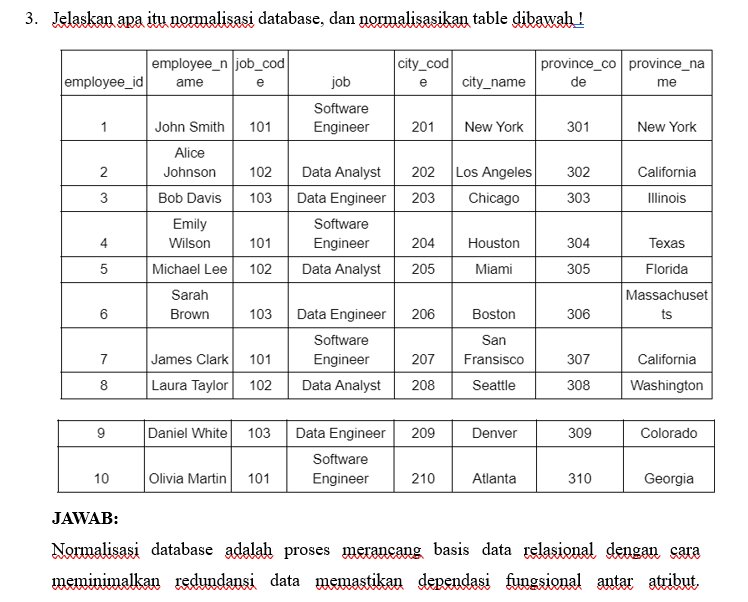 3. Jelaskan apa itu normalisasi database, dan normalisasikan table dibawah !
employee_id employee_name job_code job city_code city_name province_code province_name
1 John Smith 101 Software Engineer 201 New York 301 New York
2 Alice Johnson 102 Data Analyst 202 Los Angeles 302 California
3 Bob Davis 103 Data Engineer 203 Chicago 303 Illinois
4 Emily Wilson 101 Software Engineer 204 Houston 304 Texas
5 Michael Lee 102 Data Analyst 205 Miami 305 Florida
6 Sarah Brown 103 Data Engineer 206 Boston 306 Massachusetts
7 James Clark 101 Software Engineer 207 San Fransisco 307 California
8 Laura Taylor 102 Data Analyst 208 Seattle 308 Washington
9 Daniel White 103 Data Engineer 209 Denver 309 Colorado
10 Olivia Martin 101 Software Engineer 210 Atlanta 310 Georgia
JAWAB:
Normalisasi database adalah proses merancang basis data relasional dengan cara
meminimalkan redundansi data memastikan dependasi fungsional antar atribut.